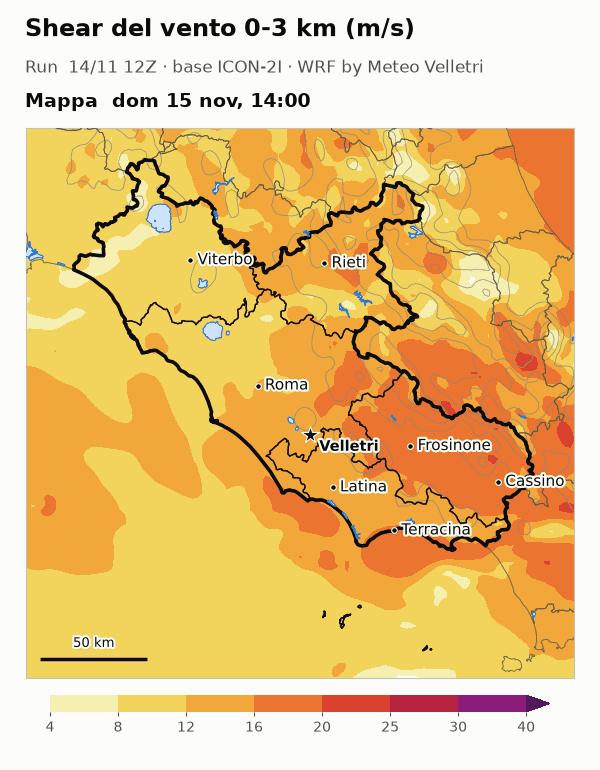 Shear del vento 0-3 km (m/s)
Run 14/11 12Z · base ICON-2I · WRF by Meteo Velletri
Mappa dom 15 nov, 14:00
Viterbo
Rieti
Roma
Velletri
Frosinone
Latina
Cassino
Terracina
50 km
4 8 12 16 20 25 30 40